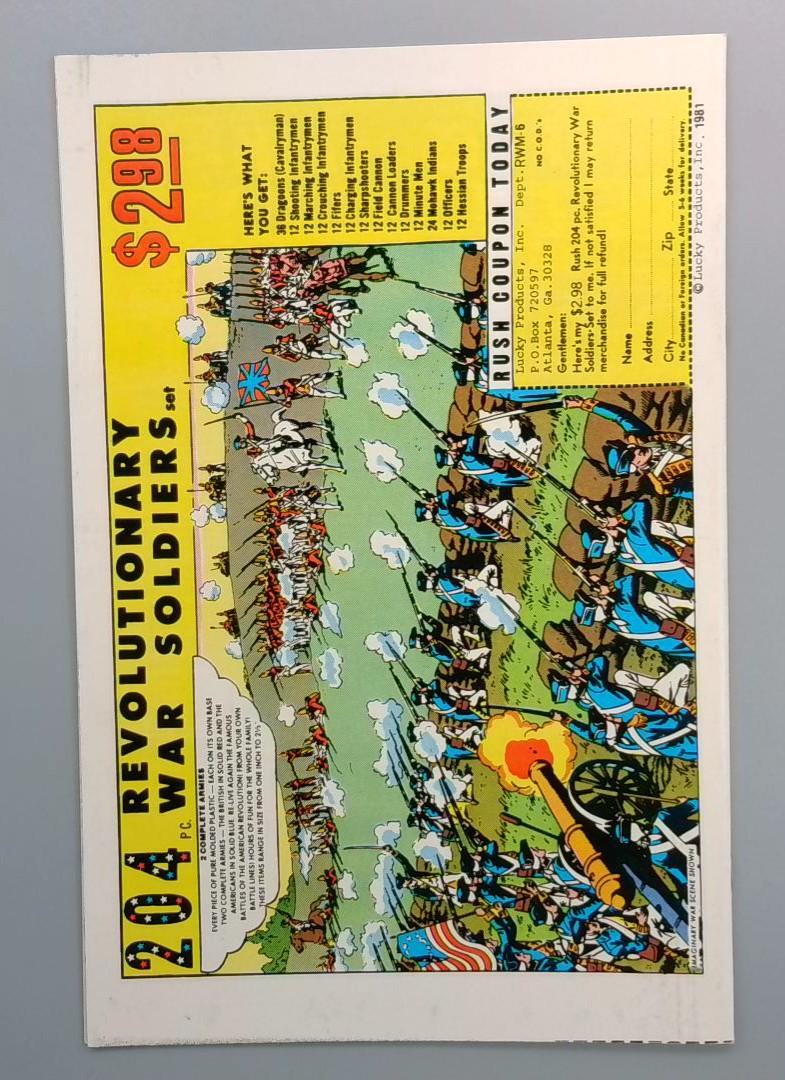 204 PC. REVOLUTIONARY
WAR SOLDIERS set
$2.98
2 COMPLETE ARMIES
EVERY PIECE OF PURE MOLDED PLASTIC — EACH ON ITS OWN BASE
TWO COMPLETE ARMIES — THE BRITISH IN SOLID RED AND THE
AMERICANS IN SOLID BLUE. RE-LIVE AGAIN THE FAMOUS
BATTLES OF THE AMERICAN REVOLUTION! FROM YOUR OWN
BATTLE LINES! HOURS OF FUN FOR THE WHOLE FAMILY!
THESE ITEMS RANGE IN SIZE FROM ONE INCH TO 2½"
HERE'S WHAT
YOU GET:
36 Dragoons (Cavalryman)
12 Shooting Infantrymen
12 Marching Infantrymen
12 Crouching Infantrymen
12 Fifers
12 Charging Infantrymen
12 Sharpshooters
12 Field Cannon
12 Cannon Loaders
12 Drummers
12 Minute Men
24 Mohawk Indians
12 Officers
12 Hessian Troops
RUSH COUPON TODAY
Lucky Products, Inc. Dept. RWM-6
P.O.Box 720597
NO C.O.D.'s
Atlanta, Ga. 30328
Gentlemen:
Here's my $2.98 Rush 204 pc. Revolutionary War
Soldiers Set to me. If not satisfied I may return
merchandise for full refund!
Name
Address
City Zip State
No Canadian or Foreign orders. Allow 5-6 weeks for delivery.
© Lucky Products, Inc. 1981
IMAGINARY WAR SCENE SHOWN